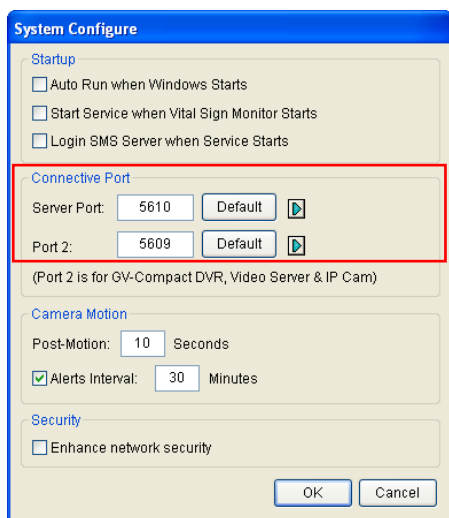 System Configure
Startup
Auto Run when Windows Starts
Start Service when Vital Sign Monitor Starts
Login SMS Server when Service Starts
Connective Port
Server Port: 5610 Default
Port 2: 5609 Default
(Port 2 is for GV-Compact DVR, Video Server & IP Cam)
Camera Motion
Post-Motion: 10 Seconds
Alerts Interval: 30 Minutes
Security
Enhance network security
OK Cancel